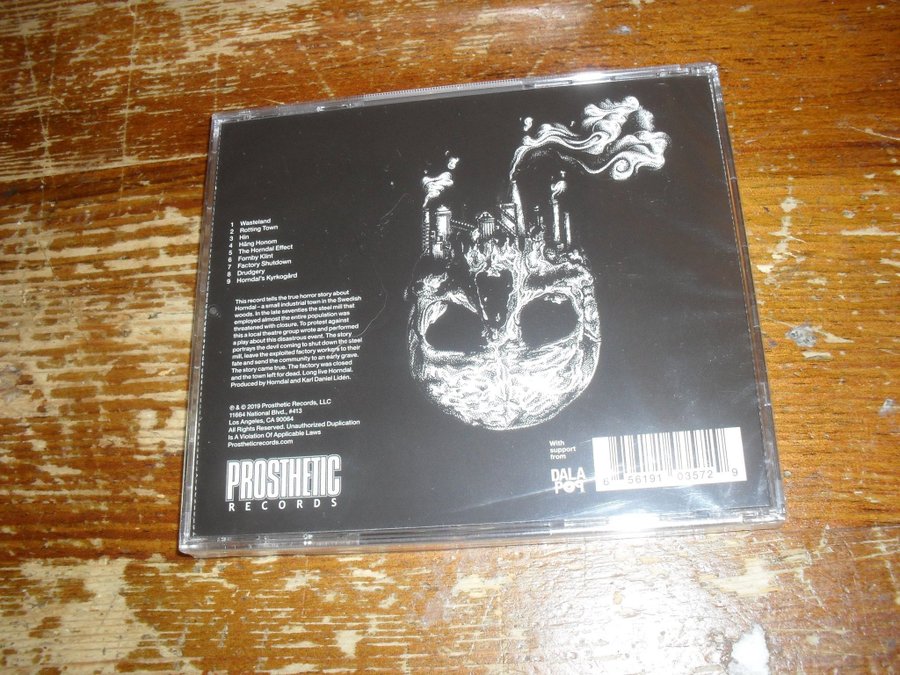 1 Wasteland
2 Rotting Town
3 Hin
4 Häng Honom
5 The Horndal Effect
6 Fornby Klint
7 Factory Shutdown
8 Drudgery
9 Horndal's Kyrkogård
This record tells the true horror story about
Horndal – a small industrial town in the Swedish
woods. In the late seventies the steel mill that
employed almost the entire population was
threatened with closure. To protest against
this a local theatre group wrote and performed
a play about this disastrous event. The story
portrays the devil coming to shut down the steel
mill, leave the exploited factory workers to their
fate and send the community to an early grave.
The story came true. The factory was closed
and the town left for dead. Long live Horndal.
Produced by Horndal and Karl Daniel Lidén.
℗ & © 2019 Prosthetic Records, LLC
11664 National Blvd., #413
Los Angeles, CA 90064
All Rights Reserved. Unauthorized Duplication
Is A Violation Of Applicable Laws
Prostheticrecords.com
PROSTHETIC
RECORDS
With
support
from
DALA
POP
6 56191 03572 9